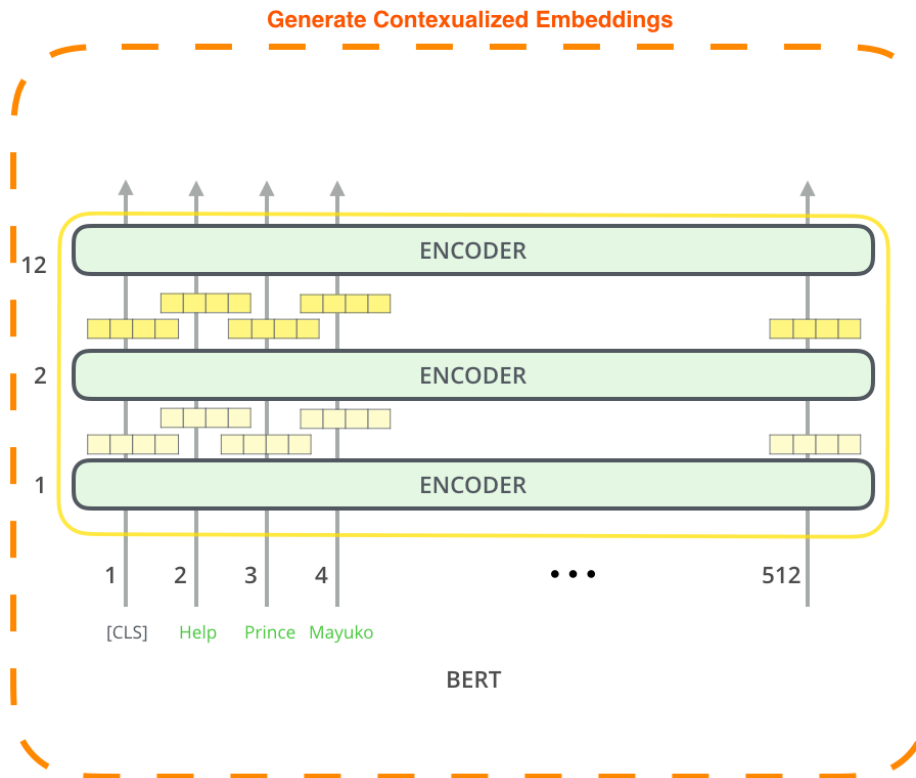 Generate Contexualized Embeddings
12
ENCODER
2
ENCODER
1
ENCODER
1 2 3 4 ••• 512
[CLS] Help Prince Mayuko
BERT